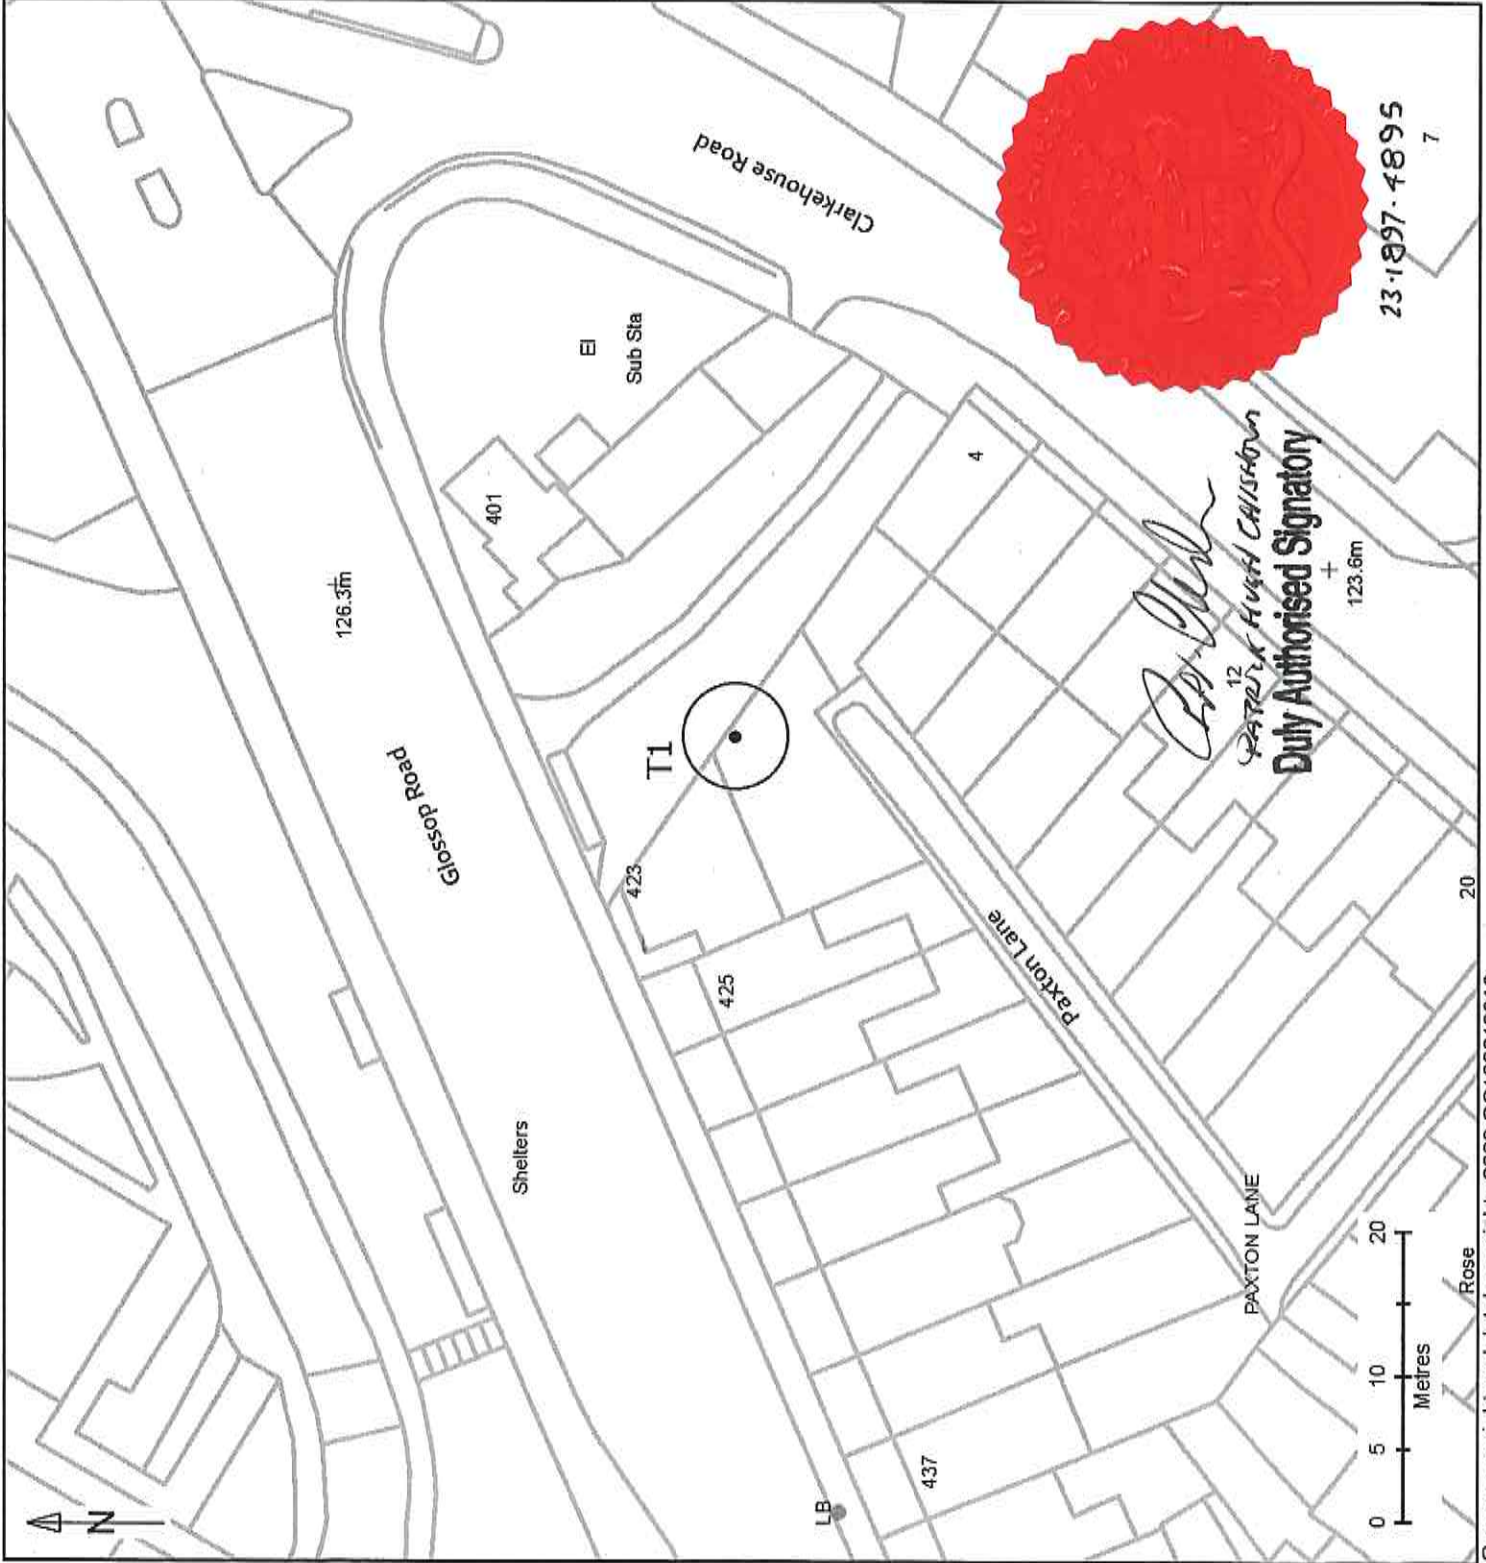 N
Glossop Road
126.3m
Shelters
Clarkehouse Road
El
Sub Sta
401
T1
423
425
4
12
Paxton Lane
PAXTON LANE
437
LB
20
7
Rose
123.6m
23.1897.4895
PATRICK HUGH
Duly Authorised Signatory
0 5 10 20
Metres